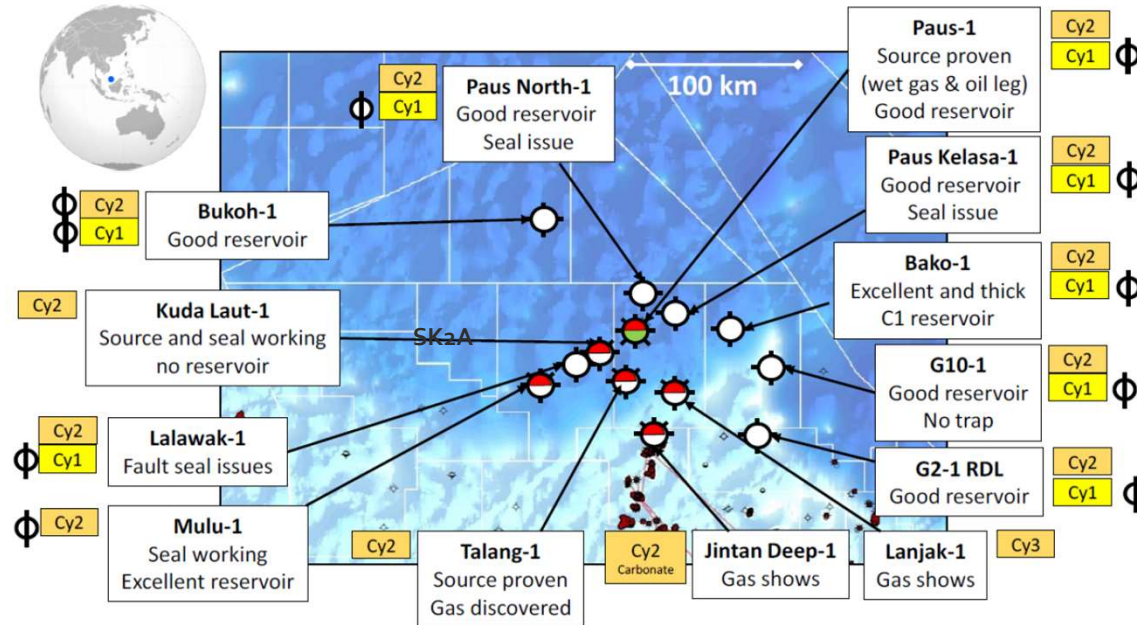 Paus-1
Source proven
(wet gas & oil leg)
Good reservoir
Cy2
Cy1
ϕ
100 km
Paus North-1
Good reservoir
Seal issue
Cy2
Cy1
ϕ
Paus Kelasa-1
Good reservoir
Seal issue
Cy2
Cy1
ϕ
Bukoh-1
Good reservoir
ϕ
Cy2
ϕ
Cy1
Bako-1
Excellent and thick
C1 reservoir
Cy2
Cy1
ϕ
Cy2
Kuda Laut-1
Source and seal working
no reservoir
SK2A
G10-1
Good reservoir
No trap
Cy2
Cy1
ϕ
Cy2
ϕ
Cy1
Lalawak-1
Fault seal issues
G2-1 RDL
Good reservoir
Cy2
Cy1
ϕ
ϕ
Cy2
Mulu-1
Seal working
Excellent reservoir
Cy2
Talang-1
Source proven
Gas discovered
Cy2
Carbonate
Jintan Deep-1
Gas shows
Lanjak-1
Gas shows
Cy3